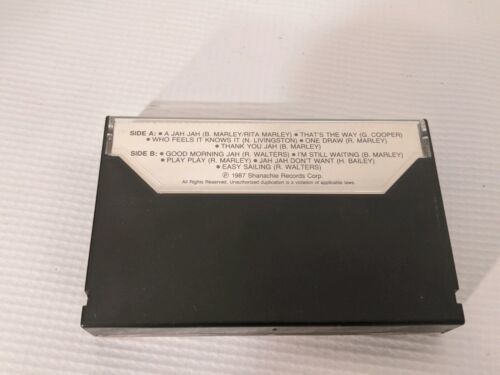 SIDE A: • A JAH JAH (B. MARLEY/RITA MARLEY) • THAT'S THE WAY (G. COOPER)
• WHO FEELS IT KNOWS IT (N. LIVINGSTON) • ONE DRAW (R. MARLEY)
• THANK YOU JAH (B. MARLEY)
SIDE B: • GOOD MORNING JAH (R. WALTERS) • I'M STILL WAITING (B. MARLEY)
• PLAY PLAY (R. MARLEY) • JAH JAH DON'T WANT (H. BAILEY)
• EASY SAILING (R. WALTERS)
℗ 1987 Shanachie Records Corp.
All Rights Reserved. Unauthorized duplication is a violation of applicable laws.